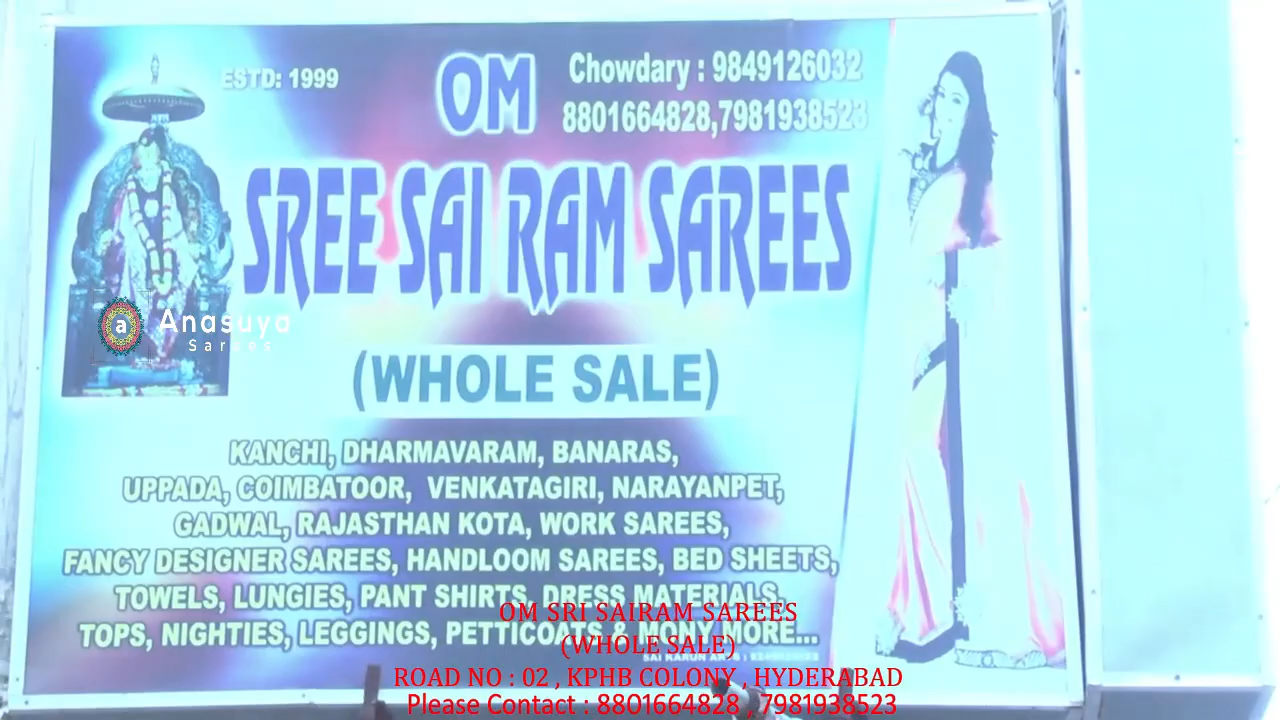 ESTD: 1999
OM
Chowdary : 9849126032
8801664828,7981938523
SREE SAI RAM SAREES
a Anasuya
Sarees
(WHOLE SALE)
KANCHI, DHARMAVARAM, BANARAS,
UPPADA, COIMBATOOR, VENKATAGIRI, NARAYANPET,
GADWAL, RAJASTHAN KOTA, WORK SAREES,
FANCY DESIGNER SAREES, HANDLOOM SAREES, BED SHEETS,
TOWELS, LUNGIES, PANT SHIRTS, DRESS MATERIALS,
TOPS, NIGHTIES, LEGGINGS, PETTICOATS & MONY MORE...
OM SRI SAIRAM SAREES
(WHOLE SALE)
ROAD NO : 02 , KPHB COLONY , HYDERABAD
Please Contact : 8801664828 , 7981938523